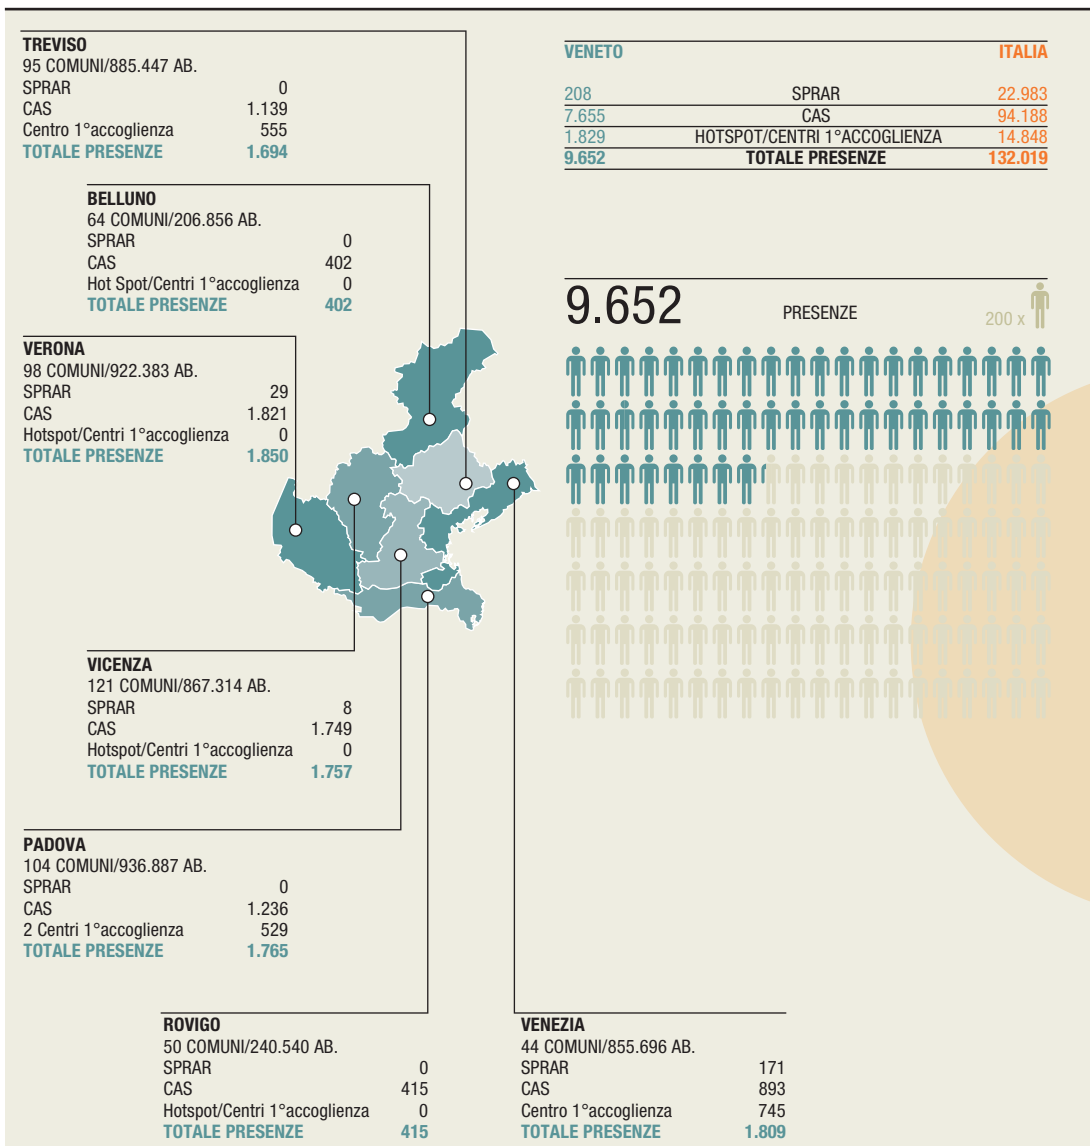 TREVISO
95 COMUNI/885.447 AB.
SPRAR 0
CAS 1.139
Centro 1°accoglienza 555
TOTALE PRESENZE 1.694
BELLUNO
64 COMUNI/206.856 AB.
SPRAR 0
CAS 402
Hot Spot/Centri 1°accoglienza 0
TOTALE PRESENZE 402
VERONA
98 COMUNI/922.383 AB.
SPRAR 29
CAS 1.821
Hotspot/Centri 1°accoglienza 0
TOTALE PRESENZE 1.850
VICENZA
121 COMUNI/867.314 AB.
SPRAR 8
CAS 1.749
Hotspot/Centri 1°accoglienza 0
TOTALE PRESENZE 1.757
PADOVA
104 COMUNI/936.887 AB.
SPRAR 0
CAS 1.236
2 Centri 1°accoglienza 529
TOTALE PRESENZE 1.765
ROVIGO
50 COMUNI/240.540 AB.
SPRAR 0
CAS 415
Hotspot/Centri 1°accoglienza 0
TOTALE PRESENZE 415
VENEZIA
44 COMUNI/855.696 AB.
SPRAR 171
CAS 893
Centro 1°accoglienza 745
TOTALE PRESENZE 1.809
VENETO ITALIA
208 SPRAR 22.983
7.655 CAS 94.188
1.829 HOTSPOT/CENTRI 1°ACCOGLIENZA 14.848
9.652 TOTALE PRESENZE 132.019
9.652 PRESENZE 200 x